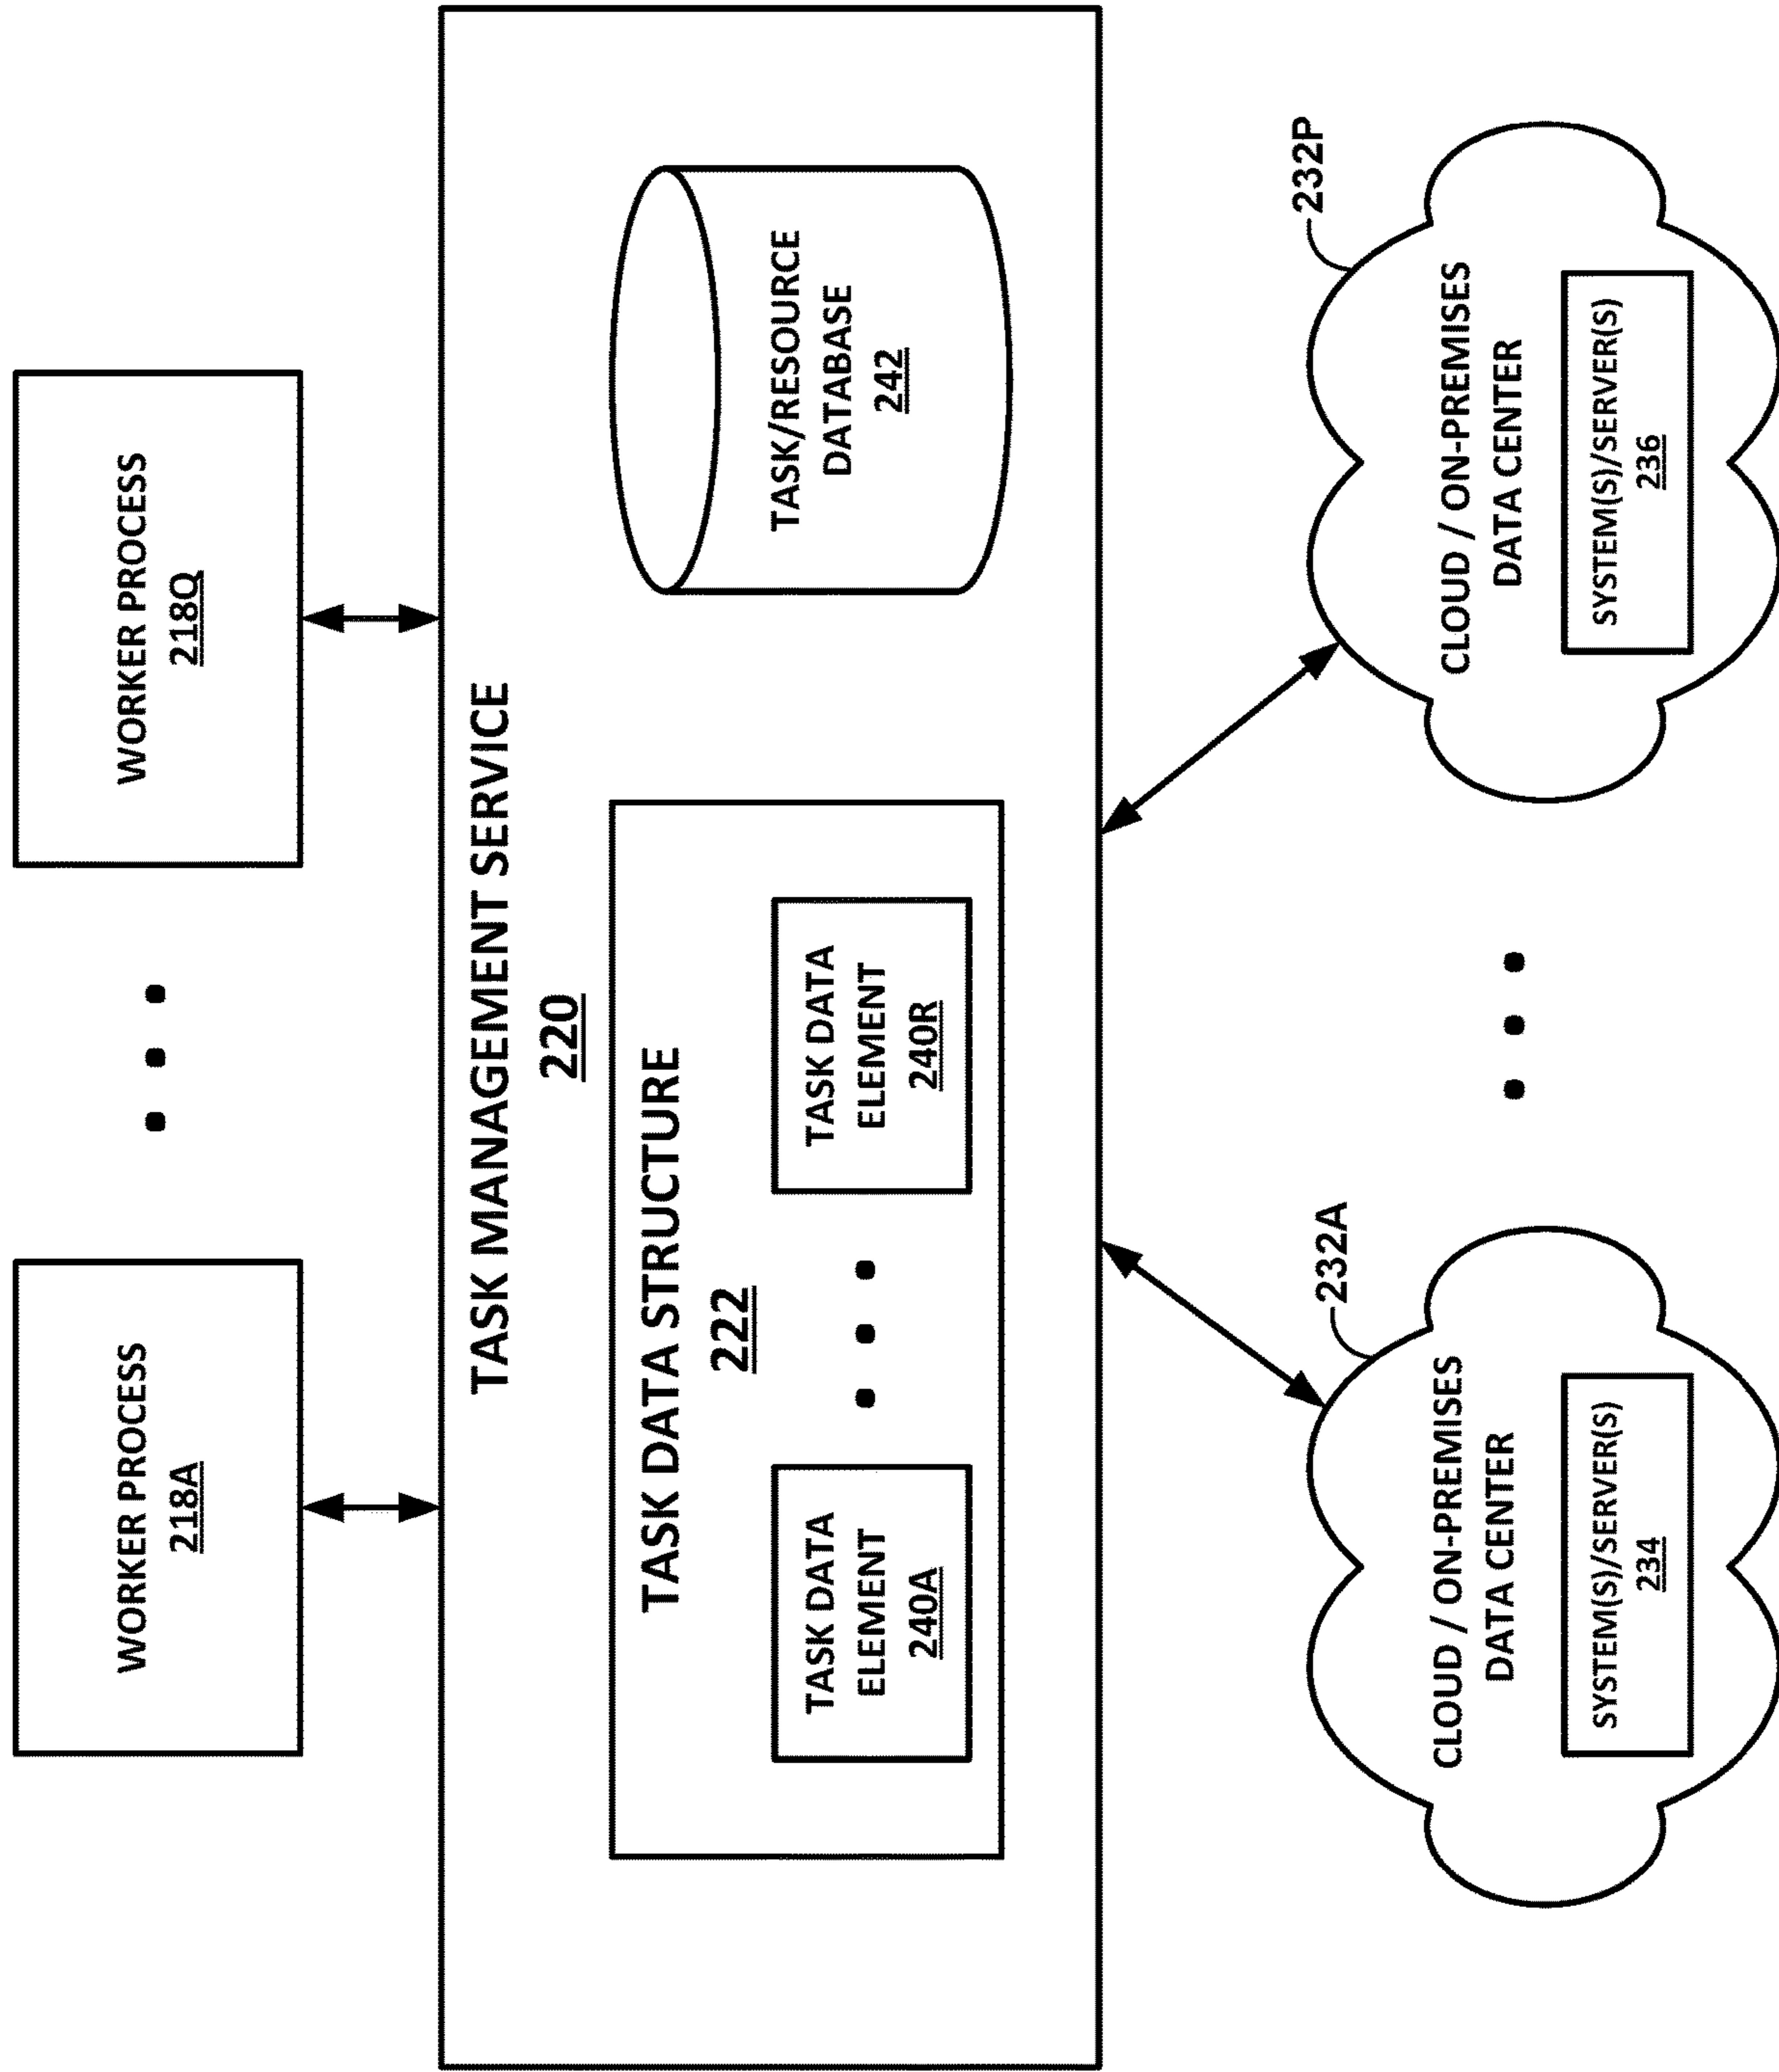 WORKER PROCESS
218A
WORKER PROCESS
218Q
TASK MANAGEMENT SERVICE
220
TASK DATA STRUCTURE
222
TASK DATA
ELEMENT
240A
TASK DATA
ELEMENT
240R
TASK/RESOURCE
DATABASE
242
232A
CLOUD / ON-PREMISES
DATA CENTER
SYSTEM(S)/SERVER(S)
234
232P
CLOUD / ON-PREMISES
DATA CENTER
SYSTEM(S)/SERVER(S)
236